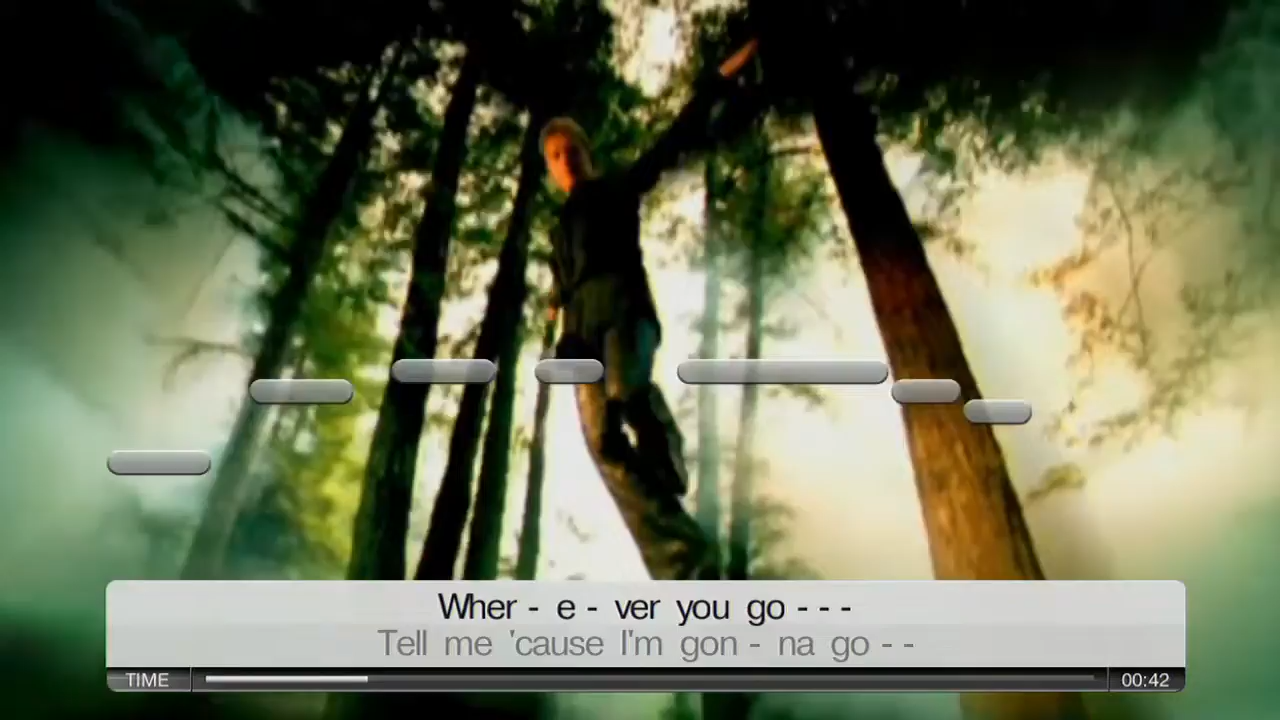 Wher - e - ver you go - - -
Tell me 'cause I'm gon - na go - -
TIME 00:42